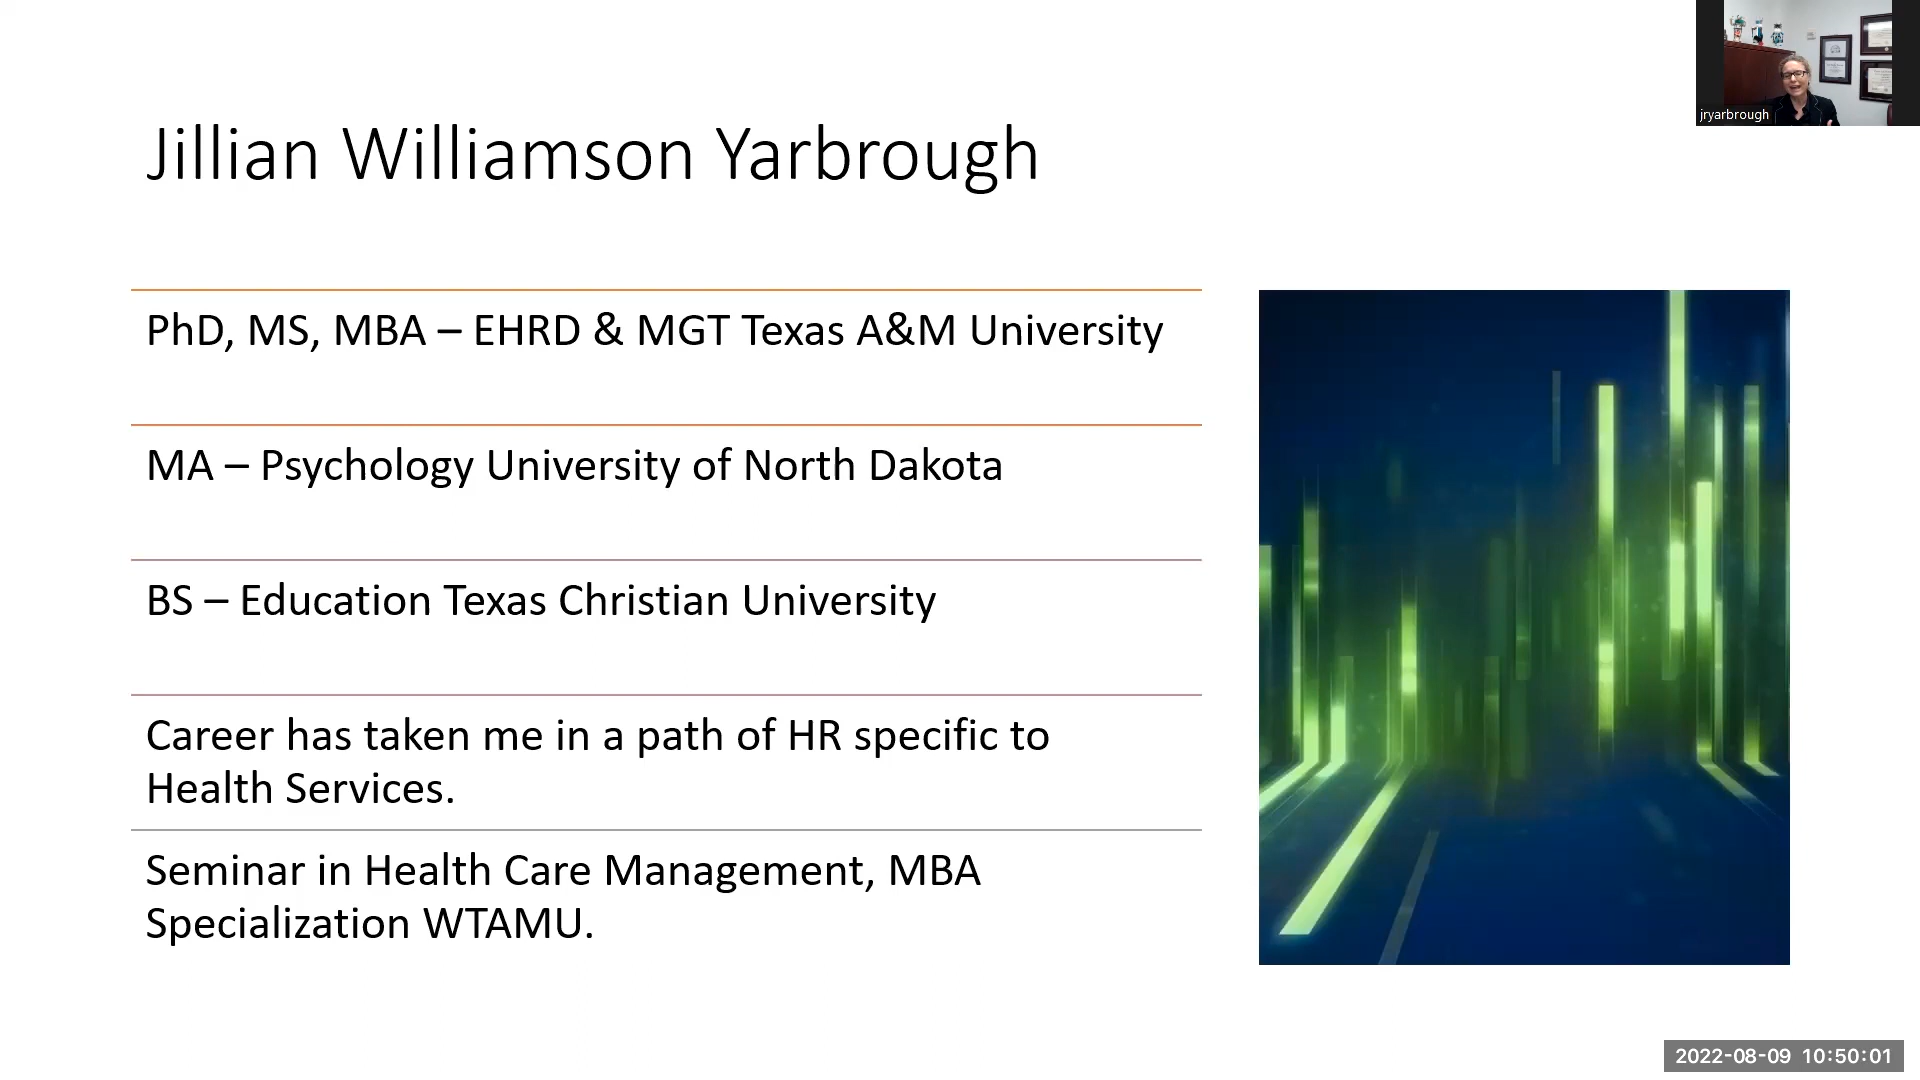 jryarbrough
Jillian Williamson Yarbrough
PhD, MS, MBA – EHRD & MGT Texas A&M University
MA – Psychology University of North Dakota
BS – Education Texas Christian University
Career has taken me in a path of HR specific to
Health Services.
Seminar in Health Care Management, MBA
Specialization WTAMU.
2022-08-09 10:50:01